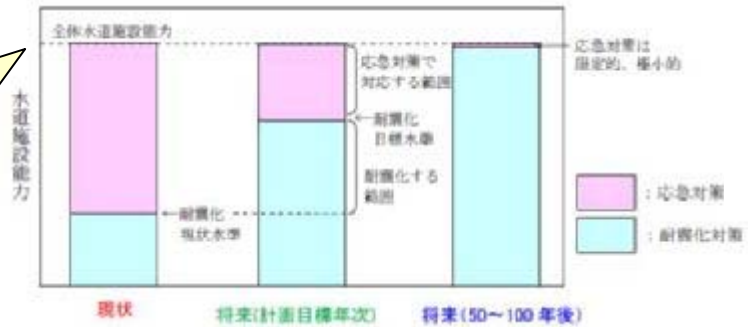 全体水道施設能力
水道施設能力
応急対策で
対応する範囲
←耐震化
目標水準
耐震化する
範囲
←耐震化
現状水準
応急対策は
限定的、極小的
：応急対策
：耐震化対策
現状
将来(計画目標年次)
将来(50～100年後)